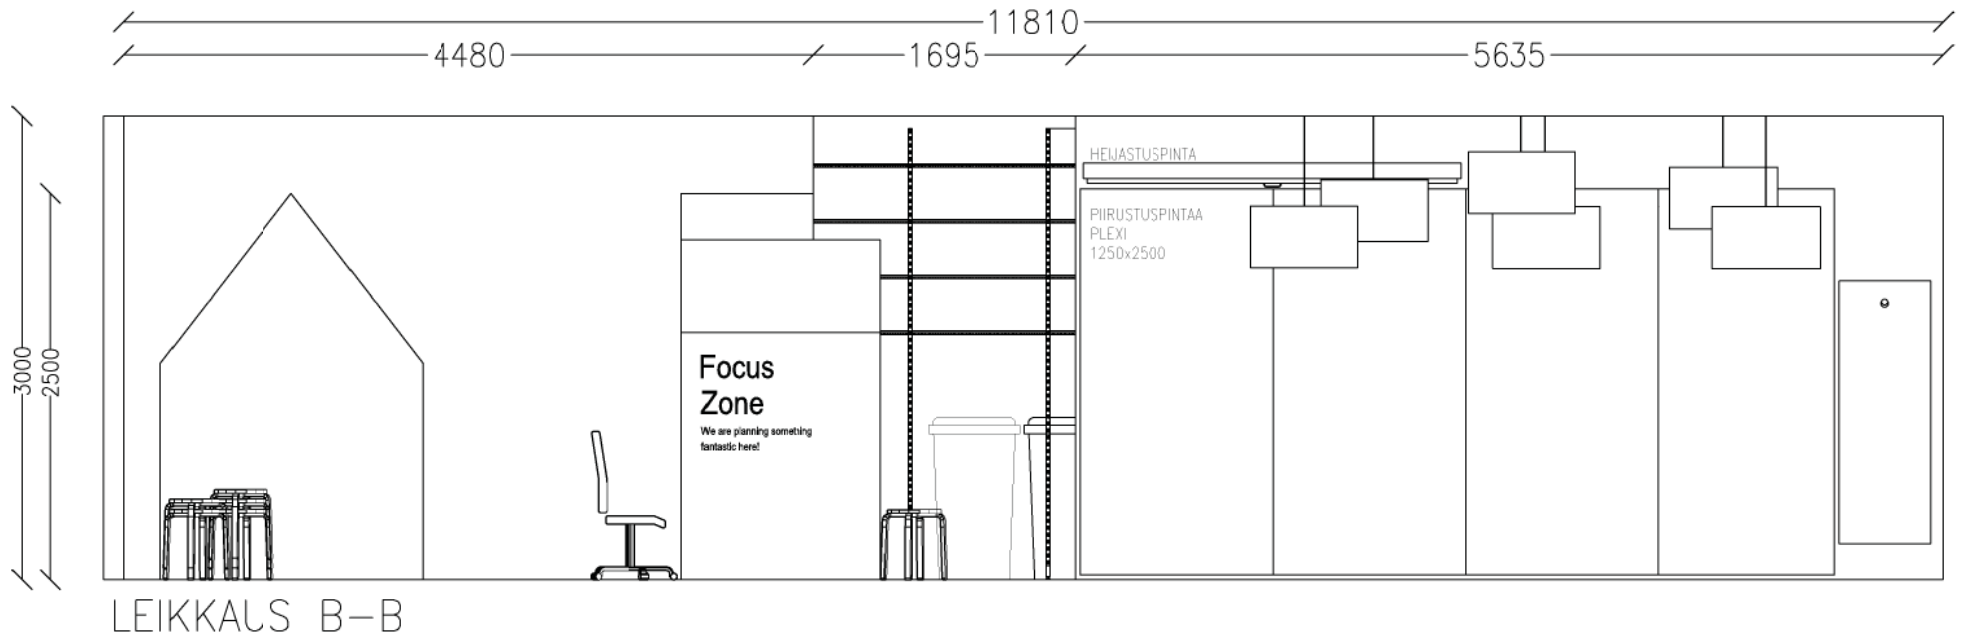 11810
4480 1695 5635
3000
2500
HEIJASTUSPINTA
PIIRUSTUSPINTAA
PLEXI
1250x2500
Focus
Zone
We are planning something
fantastic here!
LEIKKAUS B-B